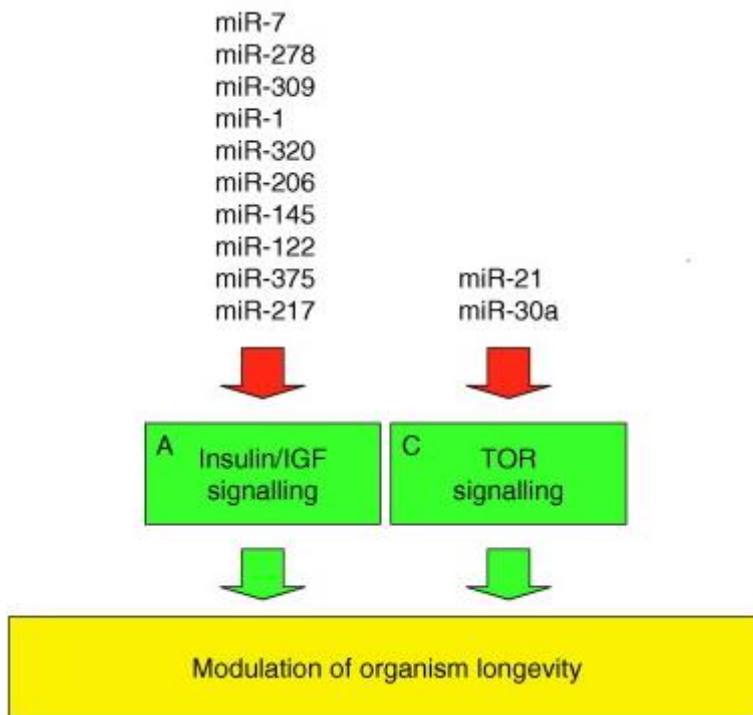 miR-7
miR-278
miR-309
miR-1
miR-320
miR-206
miR-145
miR-122
miR-375
miR-217
miR-21
miR-30a
A
Insulin/IGF
signalling
C
TOR
signalling
Modulation of organism longevity